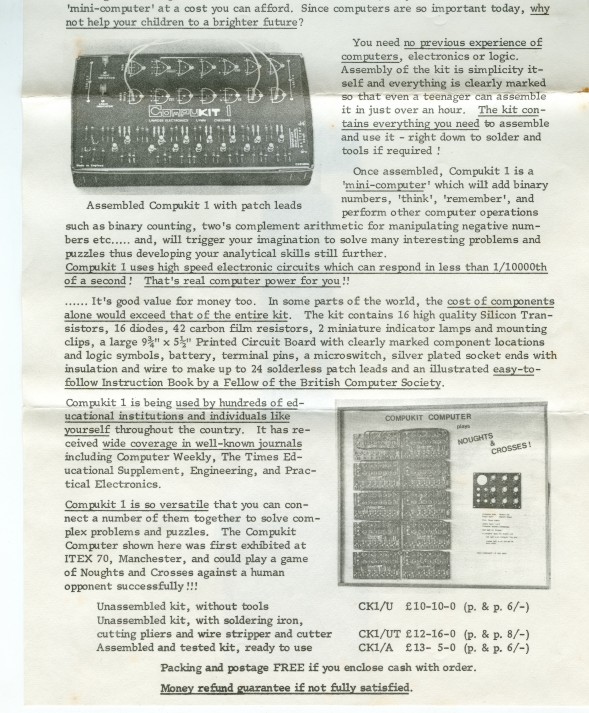 'mini-computer' at a cost you can afford. Since computers are so important today, why
not help your children to a brighter future?
COMPUKIT 1
You need no previous experience of
computers, electronics or logic.
Assembly of the kit is simplicity it-
self and everything is clearly marked
so that even a teenager can assemble
it in just over an hour. The kit con-
tains everything you need to assemble
and use it - right down to solder and
tools if required !
Assembled Compukit 1 with patch leads
Once assembled, Compukit 1 is a
'mini-computer' which will add binary
numbers, 'think', 'remember', and
perform other computer operations
such as binary counting, two's complement arithmetic for manipulating negative num-
bers etc..... and, will trigger your imagination to solve many interesting problems and
puzzles thus developing your analytical skills still further.
Compukit 1 uses high speed electronic circuits which can respond in less than 1/10000th
of a second! That's real computer power for you !!
...... It's good value for money too. In some parts of the world, the cost of components
alone would exceed that of the entire kit. The kit contains 16 high quality Silicon Tran-
sistors, 16 diodes, 42 carbon film resistors, 2 miniature indicator lamps and mounting
clips, a large 9¾" x 5½" Printed Circuit Board with clearly marked component locations
and logic symbols, battery, terminal pins, a microswitch, silver plated socket ends with
insulation and wire to make up to 24 solderless patch leads and an illustrated easy-to-
follow Instruction Book by a Fellow of the British Computer Society.
Compukit 1 is being used by hundreds of ed-
ucational institutions and individuals like
yourself throughout the country. It has re-
ceived wide coverage in well-known journals
including Computer Weekly, The Times Ed-
ucational Supplement, Engineering, and Prac-
tical Electronics.
Compukit 1 is so versatile that you can con-
nect a number of them together to solve com-
plex problems and puzzles. The Compukit
Computer shown here was first exhibited at
ITEX 70, Manchester, and could play a game
of Noughts and Crosses against a human
opponent successfully !!!
COMPUKIT COMPUTER
plays
NOUGHTS
&
CROSSES!
Unassembled kit, without tools CK1/U £10-10-0 (p. & p. 6/-)
Unassembled kit, with soldering iron,
cutting pliers and wire stripper and cutter CK1/UT £12-16-0 (p. & p. 8/-)
Assembled and tested kit, ready to use CK1/A £13- 5-0 (p. & p. 6/-)
Packing and postage FREE if you enclose cash with order.
Money refund guarantee if not fully satisfied.